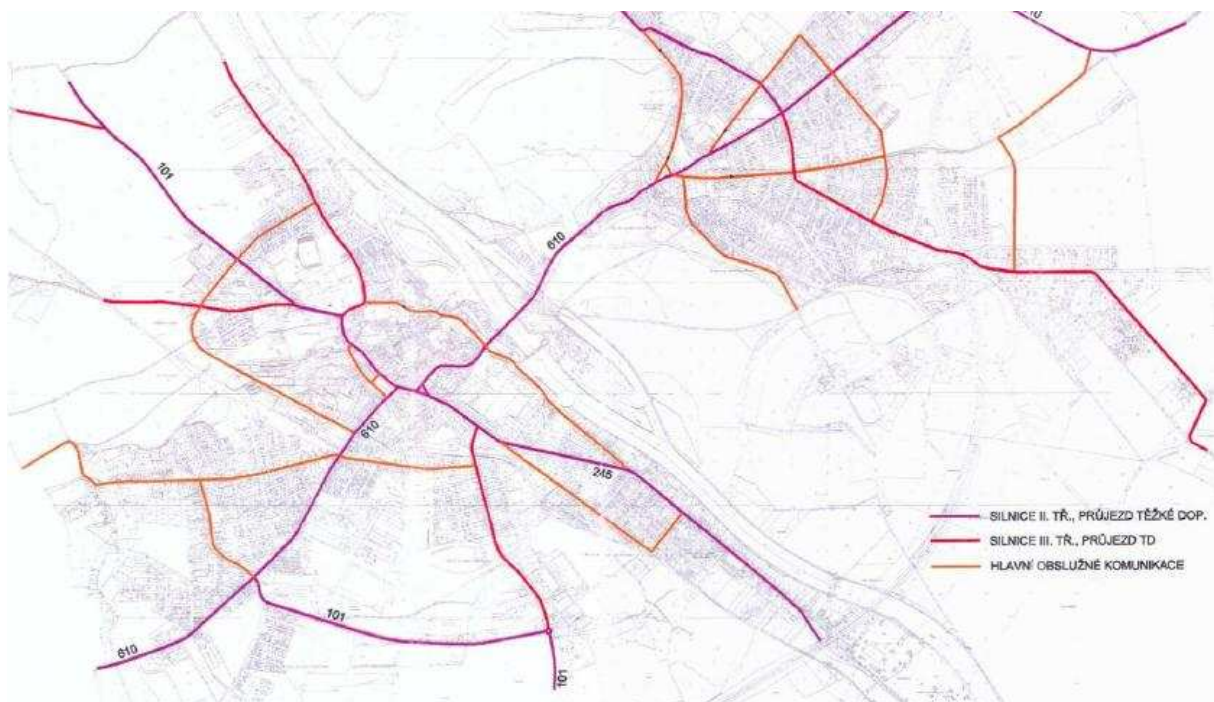 10
101
610
610
245
SILNICE II. TŘ., PRŮJEZD TĚŽKÉ DOP.
SILNICE III. TŘ., PRŮJEZD TD
HLAVNÍ OBSLUŽNÉ KOMUNIKACE
101
610
101